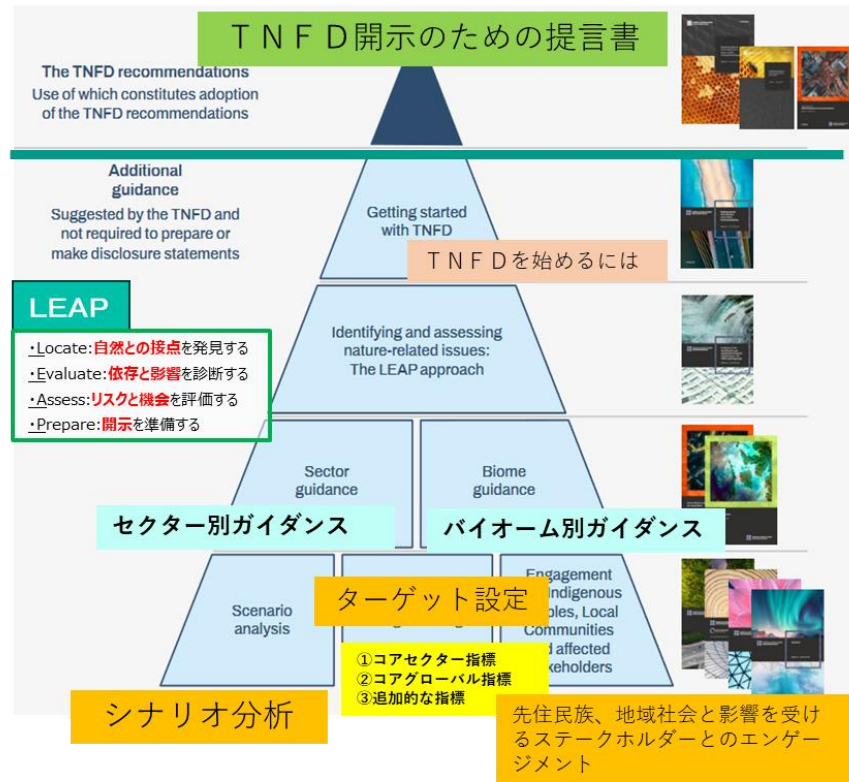 ＴＮＦＤ開示のための提言書
The TNFD recommendations
Use of which constitutes adoption
of the TNFD recommendations
Additional
guidance
Suggested by the TNFD and
not required to prepare or
make disclosure statements
Getting started
with TNFD
ＴＮＦＤを始めるには
LEAP
・Locate:自然との接点を発見する
・Evaluate:依存と影響を診断する
・Assess:リスクと機会を評価する
・Prepare:開示を準備する
Identifying and assessing
nature-related issues:
The LEAP approach
Sector
guidance
Biome
guidance
セクター別ガイダンス
バイオーム別ガイダンス
Scenario
analysis
ターゲット設定
①コアセクター指標
②コアグローバル指標
③追加的な指標
Engagement
Indigenous
Local
Communities
affected
シナリオ分析
先住民族、地域社会と影響を受け
るステークホルダーとのエンゲー
ジメント